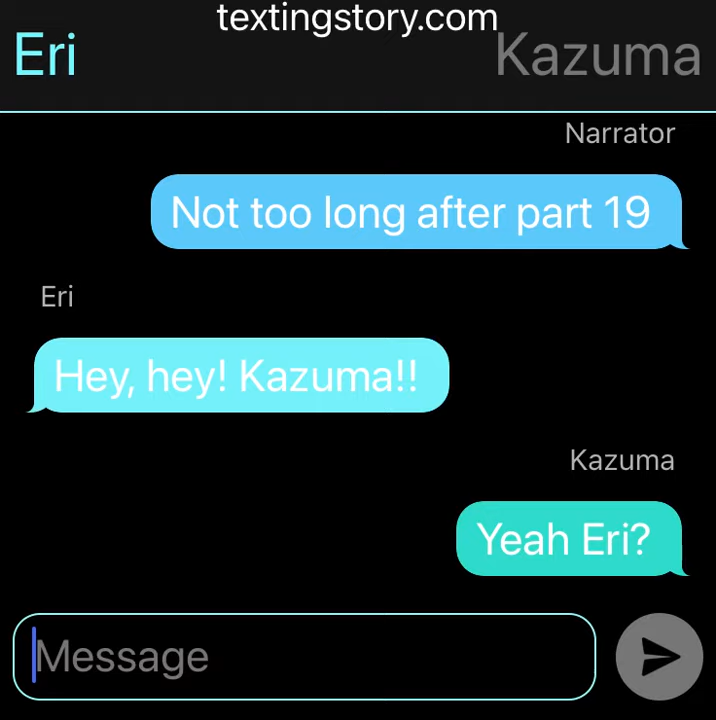 textingstory.com
Eri
Kazuma
Narrator
Not too long after part 19
Eri
Hey, hey! Kazuma!!
Kazuma
Yeah Eri?
Message